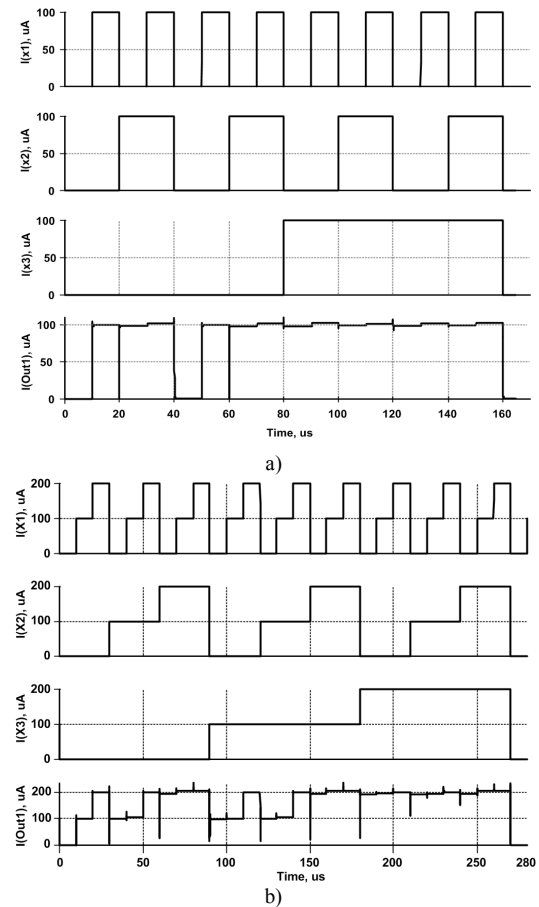 I(x1), uA
100
50
0
I(x2), uA
100
50
0
I(x3), uA
100
50
0
I(Out1), uA
100
50
0
0 20 40 60 80 100 120 140 160
Time, us
a)
I(X1), uA
200
100
0
I(X2), uA
200
100
0
I(X3), uA
200
100
0
I(Out1), uA
200
100
0
0 50 100 150 200 250 280
Time, us
b)